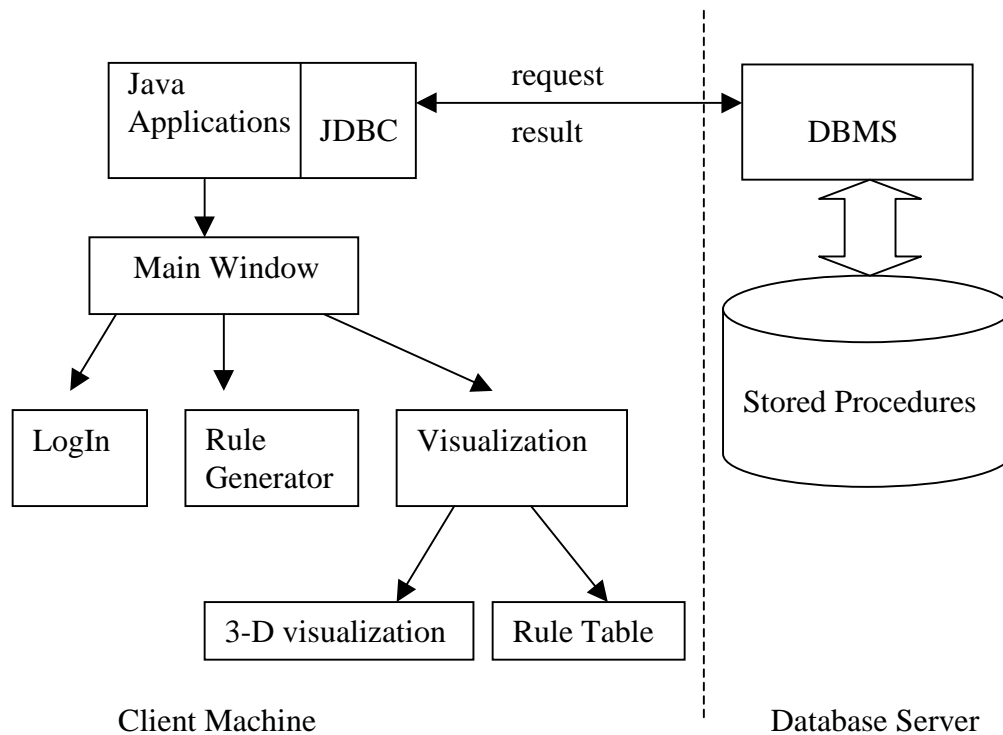 Java
Applications
JDBC
request
result
DBMS
Main Window
Stored Procedures
LogIn
Rule
Generator
Visualization
3-D visualization
Rule Table
Client Machine
Database Server